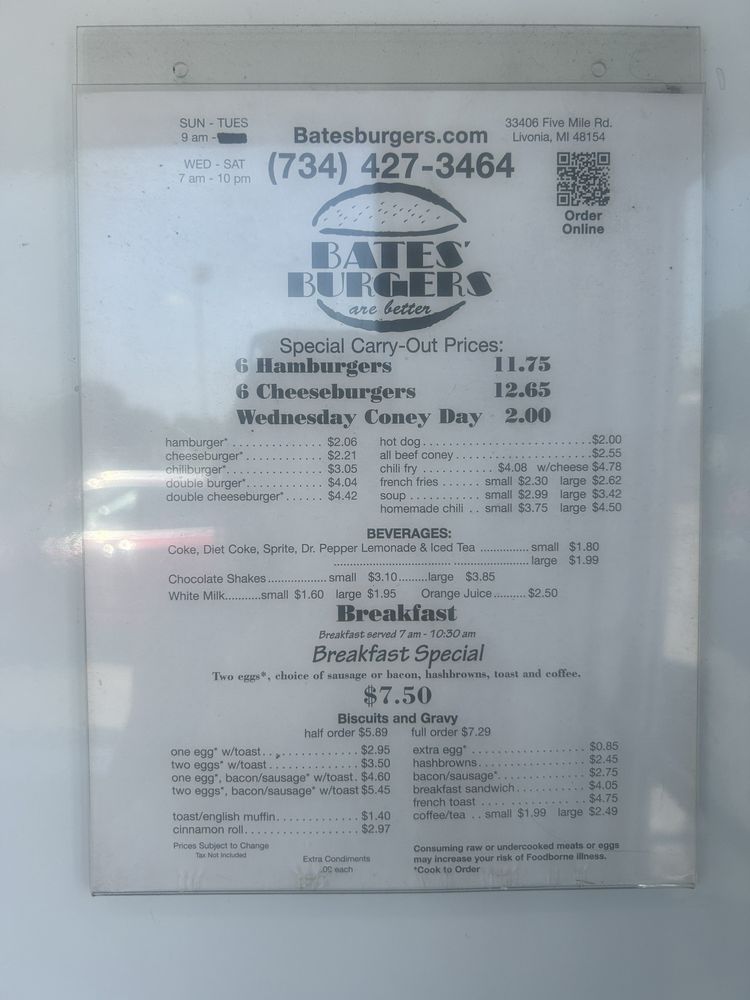 SUN - TUES
9 am -
WED - SAT
7 am - 10 pm
Batesburgers.com
(734) 427-3464
33406 Five Mile Rd.
Livonia, MI 48154
Order
Online
BATES'
BURGERS
are better
Special Carry-Out Prices:
6 Hamburgers 11.75
6 Cheeseburgers 12.65
Wednesday Coney Day 2.00
hamburger* . . . . . . . . . . . . . $2.06
cheeseburger* . . . . . . . . . . . $2.21
chiliburger* . . . . . . . . . . . . . $3.05
double burger* . . . . . . . . . . $4.04
double cheeseburger* . . . . . . $4.42
hot dog . . . . . . . . . . . . . . . . . . . . . . . . . $2.00
all beef coney . . . . . . . . . . . . . . . . . . . . $2.55
chili fry . . . . . . . . . . . . . $4.08 w/cheese $4.78
french fries . . . . . . small $2.30 large $2.62
soup . . . . . . . . . . . small $2.99 large $3.42
homemade chili . . small $3.75 large $4.50
BEVERAGES:
Coke, Diet Coke, Sprite, Dr. Pepper Lemonade & Iced Tea ............... small $1.80
............................................................ large $1.99
Chocolate Shakes..................small $3.10.........large $3.85
White Milk...........small $1.60 large $1.95 Orange Juice.......... $2.50
Breakfast
Breakfast served 7 am - 10:30 am
Breakfast Special
Two eggs*, choice of sausage or bacon, hashbrowns, toast and coffee.
$7.50
Biscuits and Gravy
half order $5.89 full order $7.29
one egg* w/toast . . . . . . . . . . . . . $2.95
two eggs* w/toast . . . . . . . . . . . . $3.50
one egg*, bacon/sausage* w/toast . $4.60
two eggs*, bacon/sausage* w/toast $5.45
toast/english muffin . . . . . . . . . . . $1.40
cinnamon roll . . . . . . . . . . . . . . . . $2.97
extra egg* . . . . . . . . . . . . . . . . $0.85
hashbrowns . . . . . . . . . . . . . . . $2.45
bacon/sausage* . . . . . . . . . . . . $2.75
breakfast sandwich . . . . . . . . . . $4.05
french toast . . . . . . . . . . . . . . . $4.75
coffee/tea . . small $1.99 large $2.49
Prices Subject to Change
Tax Not Included
Extra Condiments
each
Consuming raw or undercooked meats or eggs
may increase your risk of Foodborne illness.
*Cook to Order